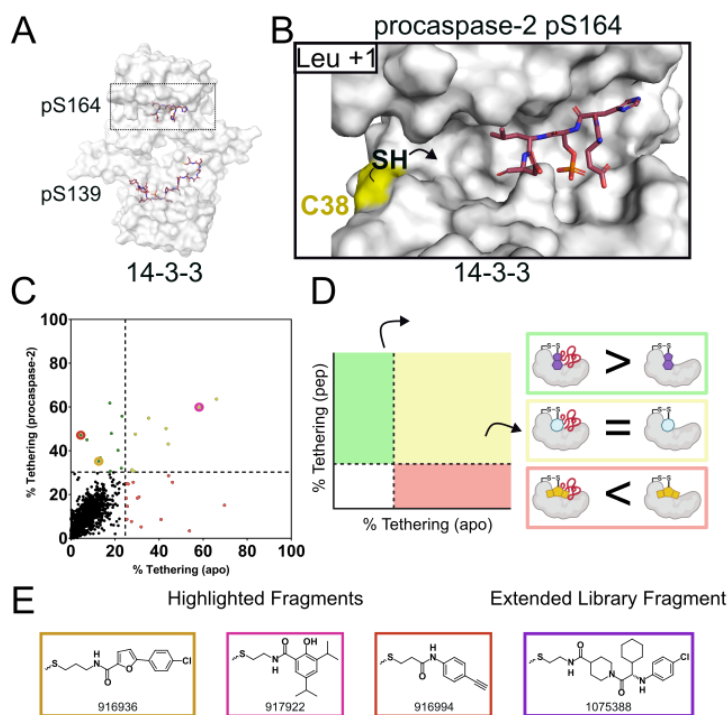 A
pS164
pS139
14-3-3
B
procaspase-2 pS164
Leu +1
SH
C38
14-3-3
C
% Tethering (procaspase-2)
100
80
60
40
20
0
0 20 40 60 80 100
% Tethering (apo)
D
% Tethering (pep)
% Tethering (apo)
S-S > S-S
S-S = S-S
S-S < S-S
E
Highlighted Fragments
Extended Library Fragment
S H N O O Cl
916936
S N H O OH
917922
S O H N
916994
S H N O N O N H Cl
1075388